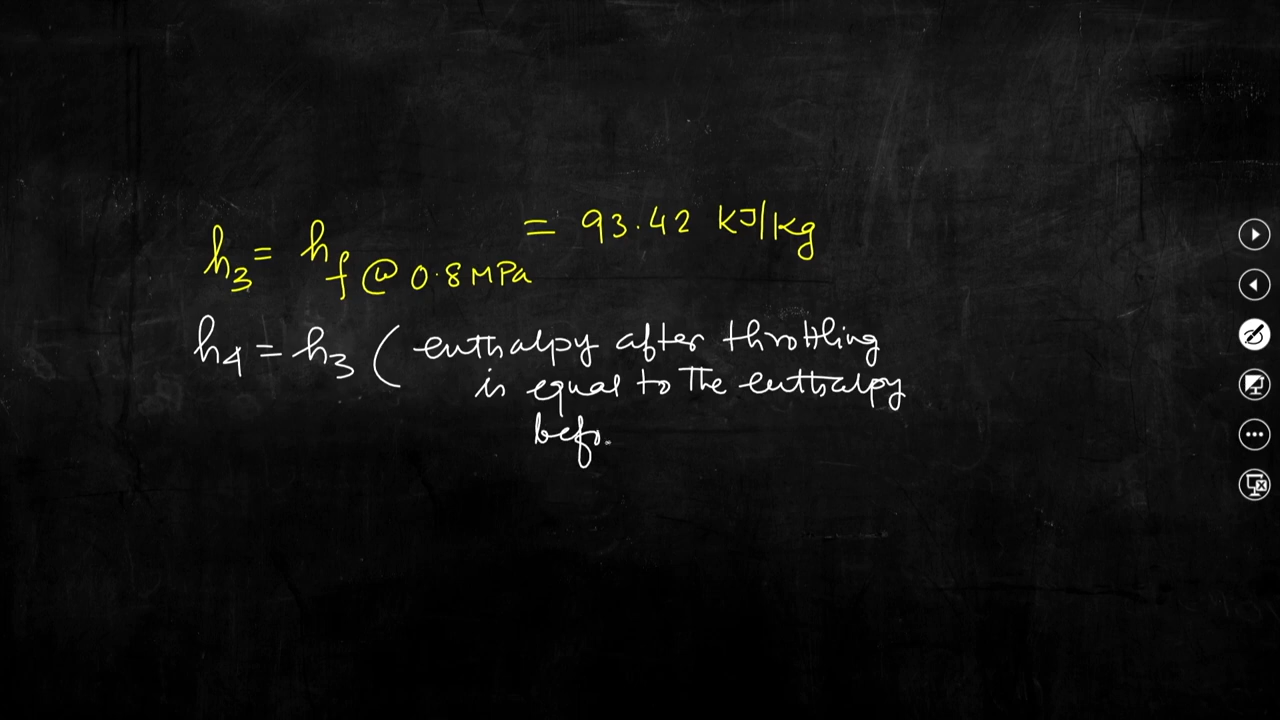 h3 = hf @ 0.8 MPa = 93.42 KJ/kg
h4 = h3 ( enthalpy after throttling
is equal to the enthalpy
befo